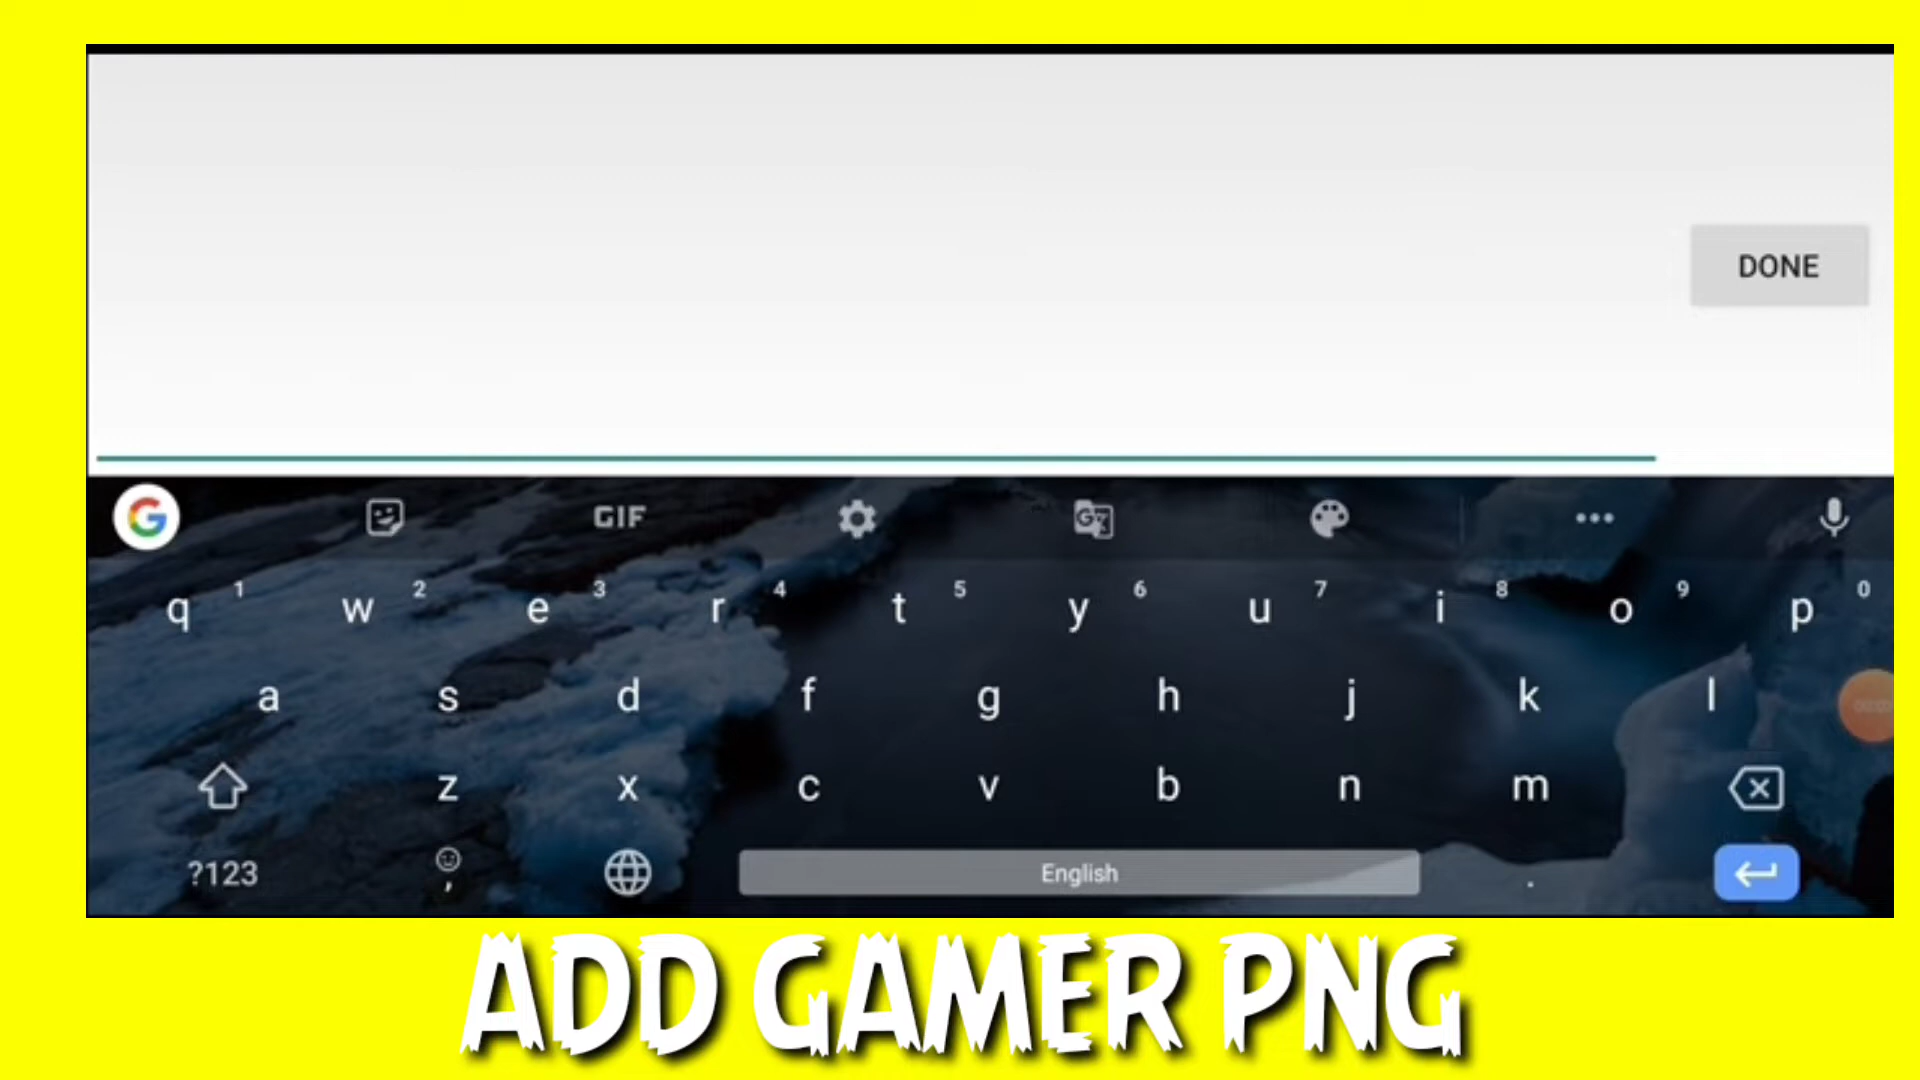 DONE
GIF
q 1 w 2 e 3 r 4 t 5 y 6 u 7 i 8 o 9 p 0
a s d f g h j k l
z x c v b n m
?123 , English .
ADD GAMER PNG